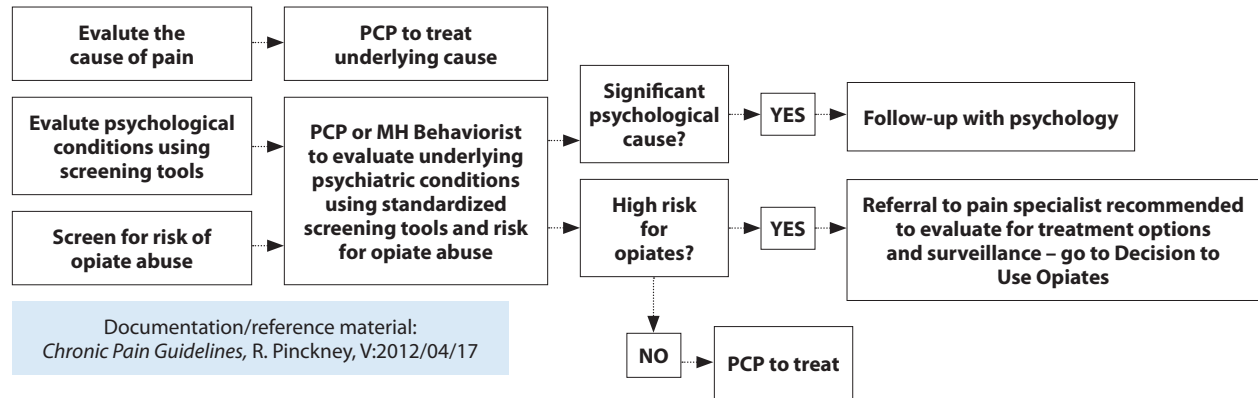 Evalute the
cause of pain
PCP to treat
underlying cause
Evalute psychological
conditions using
screening tools
Screen for risk of
opiate abuse
PCP or MH Behaviorist
to evaluate underlying
psychiatric conditions
using standardized
screening tools and risk
for opiate abuse
Significant
psychological
cause?
YES
Follow-up with psychology
High risk
for
opiates?
YES
Referral to pain specialist recommended
to evaluate for treatment options
and surveillance – go to Decision to
Use Opiates
NO
PCP to treat
Documentation/reference material:
Chronic Pain Guidelines, R. Pinckney, V:2012/04/17